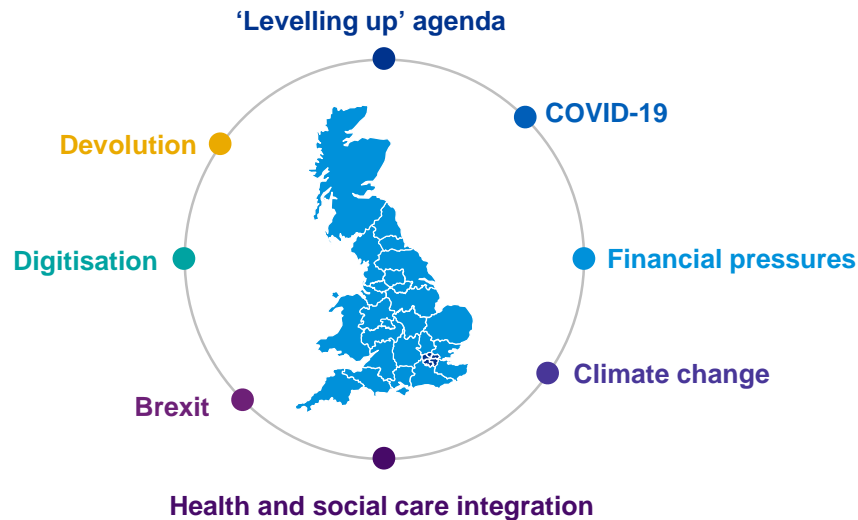 ‘Levelling up’ agenda
COVID-19
Devolution
Digitisation
Financial pressures
Climate change
Brexit
Health and social care integration